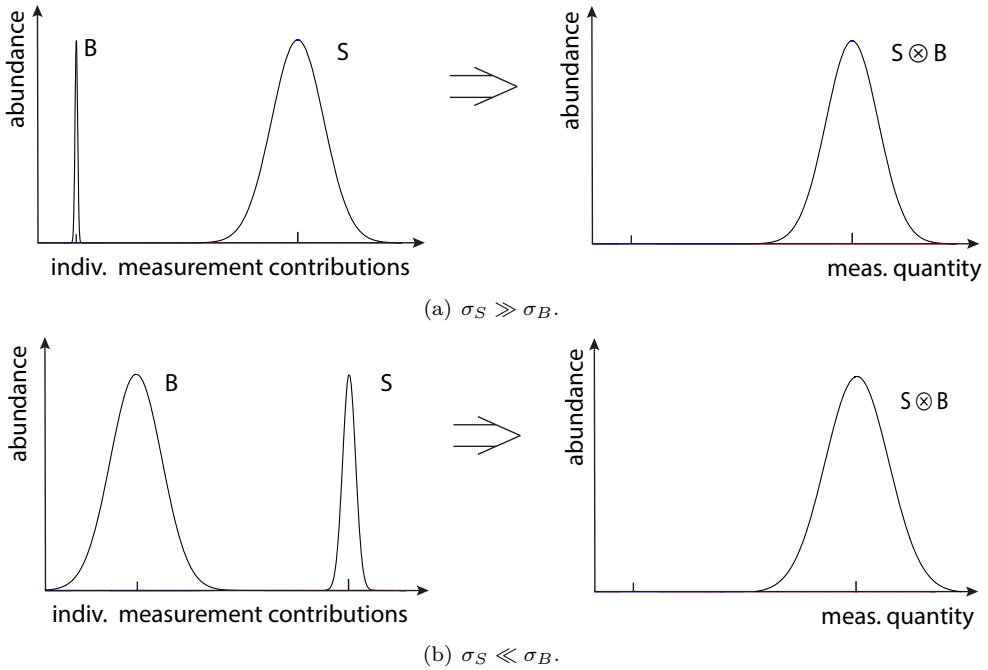 abundance
B
S
indiv. measurement contributions
abundance
S ⊗ B
meas. quantity
(a) σ_S ≫ σ_B.
abundance
B
S
indiv. measurement contributions
abundance
S ⊗ B
meas. quantity
(b) σ_S ≪ σ_B.